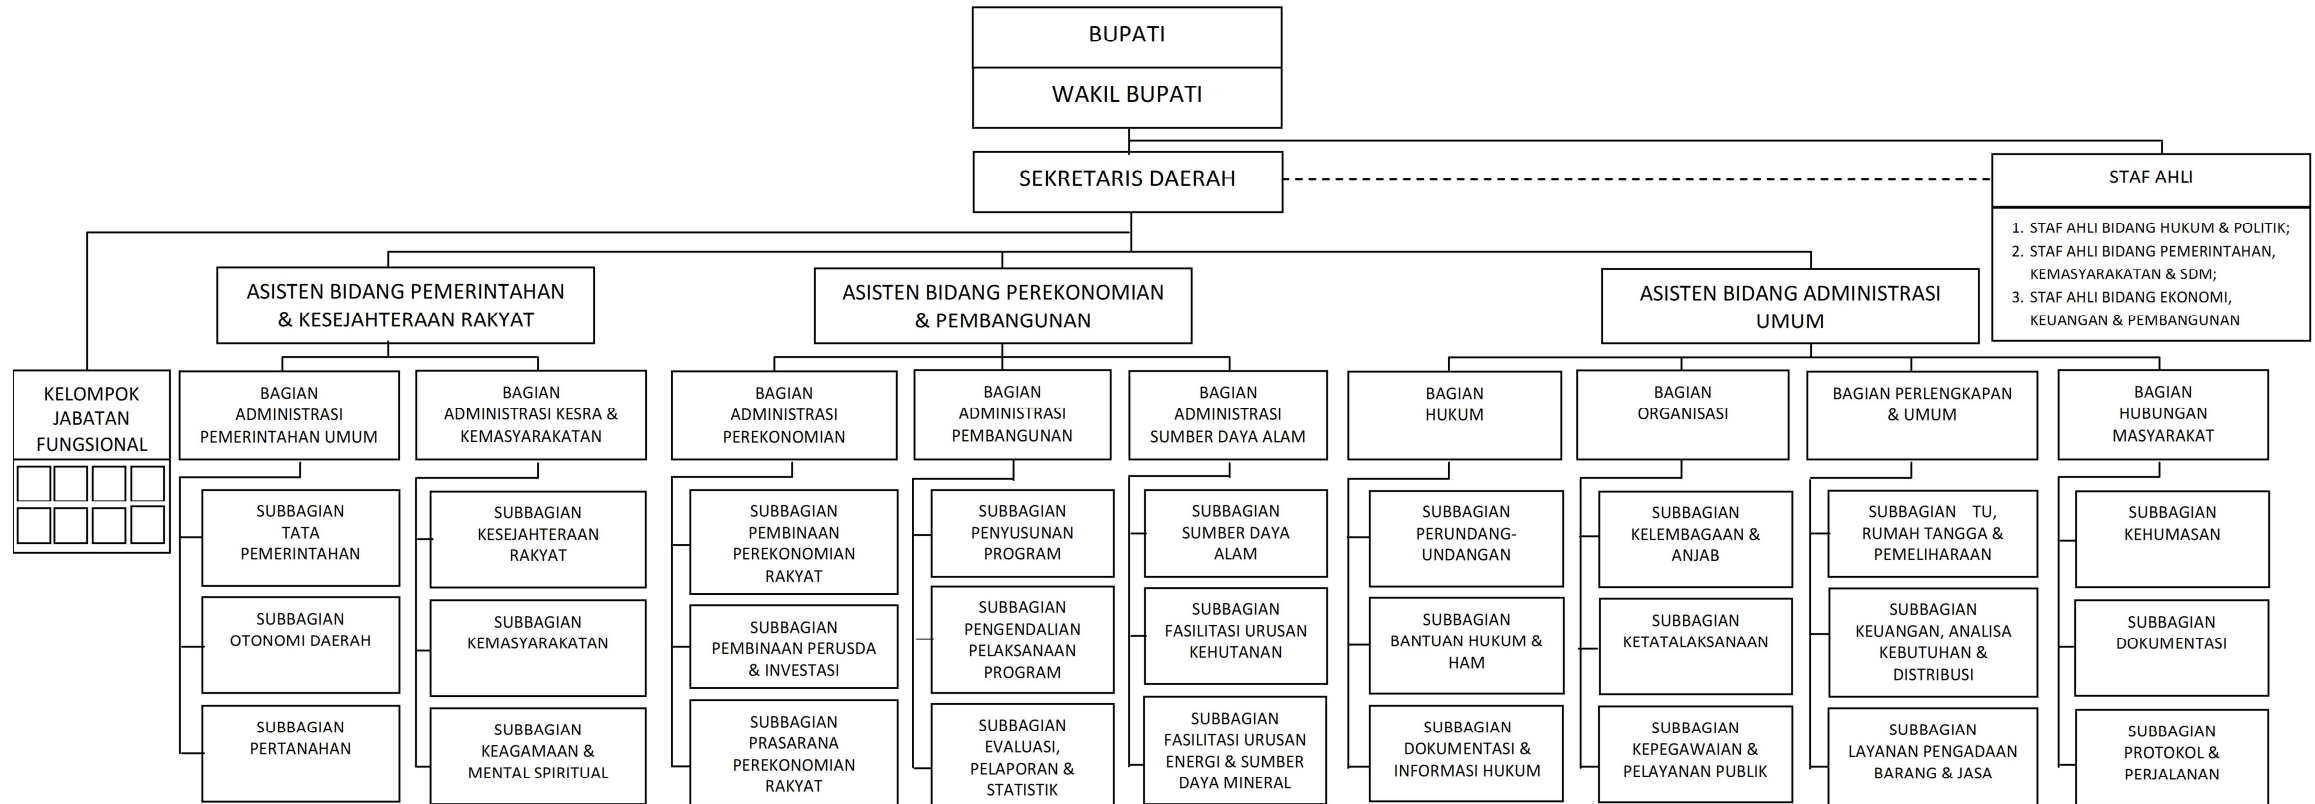 BUPATI
WAKIL BUPATI
SEKRETARIS DAERAH
STAF AHLI
1. STAF AHLI BIDANG HUKUM & POLITIK;
2. STAF AHLI BIDANG PEMERINTAHAN,
KEMASYARAKATAN & SDM;
3. STAF AHLI BIDANG EKONOMI,
KEUANGAN & PEMBANGUNAN
ASISTEN BIDANG PEMERINTAHAN
& KESEJAHTERAAN RAKYAT
ASISTEN BIDANG PEREKONOMIAN
& PEMBANGUNAN
ASISTEN BIDANG ADMINISTRASI
UMUM
KELOMPOK
JABATAN
FUNGSIONAL
BAGIAN
ADMINISTRASI
PEMERINTAHAN UMUM
BAGIAN
ADMINISTRASI KESRA &
KEMASYARAKATAN
BAGIAN
ADMINISTRASI
PEREKONOMIAN
BAGIAN
ADMINISTRASI
PEMBANGUNAN
BAGIAN
ADMINISTRASI
SUMBER DAYA ALAM
BAGIAN
HUKUM
BAGIAN
ORGANISASI
BAGIAN PERLENGKAPAN
& UMUM
BAGIAN
HUBUNGAN
MASYARAKAT
SUBBAGIAN
TATA
PEMERINTAHAN
SUBBAGIAN
KESEJAHTERAAN
RAKYAT
SUBBAGIAN
PEMBINAAN
PEREKONOMIAN
RAKYAT
SUBBAGIAN
PENYUSUNAN
PROGRAM
SUBBAGIAN
SUMBER DAYA
ALAM
SUBBAGIAN
PERUNDANG-
UNDANGAN
SUBBAGIAN
KELEMBAGAAN &
ANJAB
SUBBAGIAN TU,
RUMAH TANGGA &
PEMELIHARAAN
SUBBAGIAN
KEHUMASAN
SUBBAGIAN
OTONOMI DAERAH
SUBBAGIAN
KEMASYARAKATAN
SUBBAGIAN
PEMBINAAN PERUSDA
& INVESTASI
SUBBAGIAN
PENGENDALIAN
PELAKSANAAN
PROGRAM
SUBBAGIAN
FASILITASI URUSAN
KEHUTANAN
SUBBAGIAN
BANTUAN HUKUM &
HAM
SUBBAGIAN
KETATALAKSANAAN
SUBBAGIAN
KEUANGAN, ANALISA
KEBUTUHAN &
DISTRIBUSI
SUBBAGIAN
DOKUMENTASI
SUBBAGIAN
PERTANAHAN
SUBBAGIAN
KEAGAMAAN &
MENTAL SPIRITUAL
SUBBAGIAN
PRASARANA
PEREKONOMIAN
RAKYAT
SUBBAGIAN
EVALUASI,
PELAPORAN &
STATISTIK
SUBBAGIAN
FASILITASI URUSAN
ENERGI & SUMBER
DAYA MINERAL
SUBBAGIAN
DOKUMENTASI &
INFORMASI HUKUM
SUBBAGIAN
KEPEGAWAIAN &
PELAYANAN PUBLIK
SUBBAGIAN
LAYANAN PENGADAAN
BARANG & JASA
SUBBAGIAN
PROTOKOL &
PERJALANAN